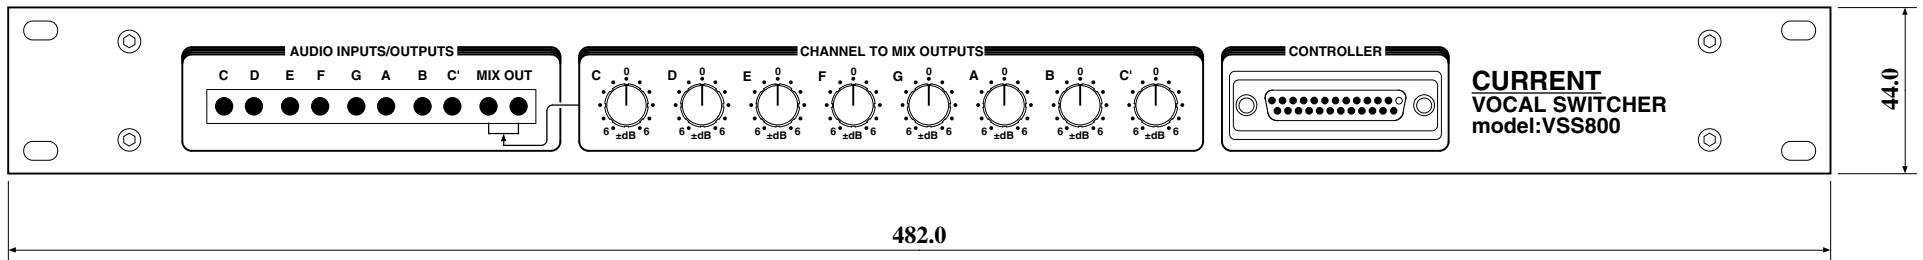 AUDIO INPUTS/OUTPUTS
C D E F G A B C' MIX OUT
CHANNEL TO MIX OUTPUTS
C 0 D 0 E 0 F 0 G 0 A 0 B 0 C' 0
6 ±dB 6 6 ±dB 6 6 ±dB 6 6 ±dB 6 6 ±dB 6 6 ±dB 6 6 ±dB 6 6 ±dB 6
CONTROLLER
CURRENT
VOCAL SWITCHER
model:VSS800
44.0
482.0